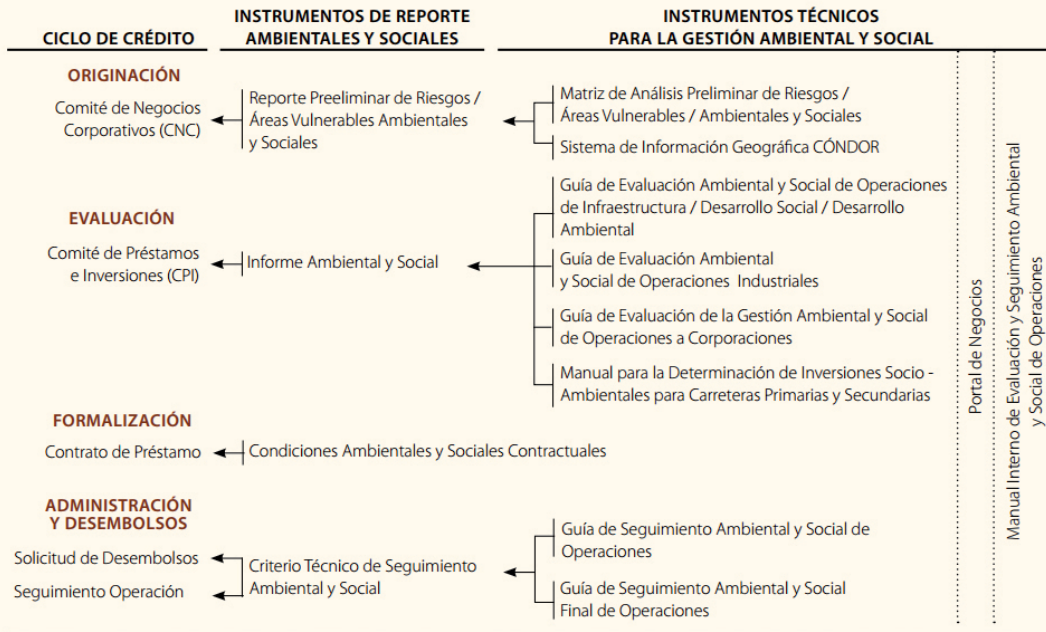 CICLO DE CRÉDITO
INSTRUMENTOS DE REPORTE
AMBIENTALES Y SOCIALES
INSTRUMENTOS TÉCNICOS
PARA LA GESTIÓN AMBIENTAL Y SOCIAL
ORIGINACIÓN
Comité de Negocios
Corporativos (CNC)
Reporte Preeliminar de Riesgos /
Áreas Vulnerables Ambientales
y Sociales
Matriz de Análisis Preliminar de Riesgos /
Áreas Vulnerables / Ambientales y Sociales
Sistema de Información Geográfica CÓNDOR
EVALUACIÓN
Comité de Préstamos
e Inversiones (CPI)
Informe Ambiental y Social
Guía de Evaluación Ambiental y Social de Operaciones
de Infraestructura / Desarrollo Social / Desarrollo
Ambiental
Guía de Evaluación Ambiental
y Social de Operaciones Industriales
Guía de Evaluación de la Gestión Ambiental y Social
de Operaciones a Corporaciones
Manual para la Determinación de Inversiones Socio -
Ambientales para Carreteras Primarias y Secundarias
FORMALIZACIÓN
Contrato de Préstamo
Condiciones Ambientales y Sociales Contractuales
ADMINISTRACIÓN
Y DESEMBOLSOS
Solicitud de Desembolsos
Seguimiento Operación
Criterio Técnico de Seguimiento
Ambiental y Social
Guía de Seguimiento Ambiental y Social de
Operaciones
Guía de Seguimiento Ambiental y Social
Final de Operaciones
Portal de Negocios
Manual Interno de Evaluación y Seguimiento Ambiental
y Social de Operaciones